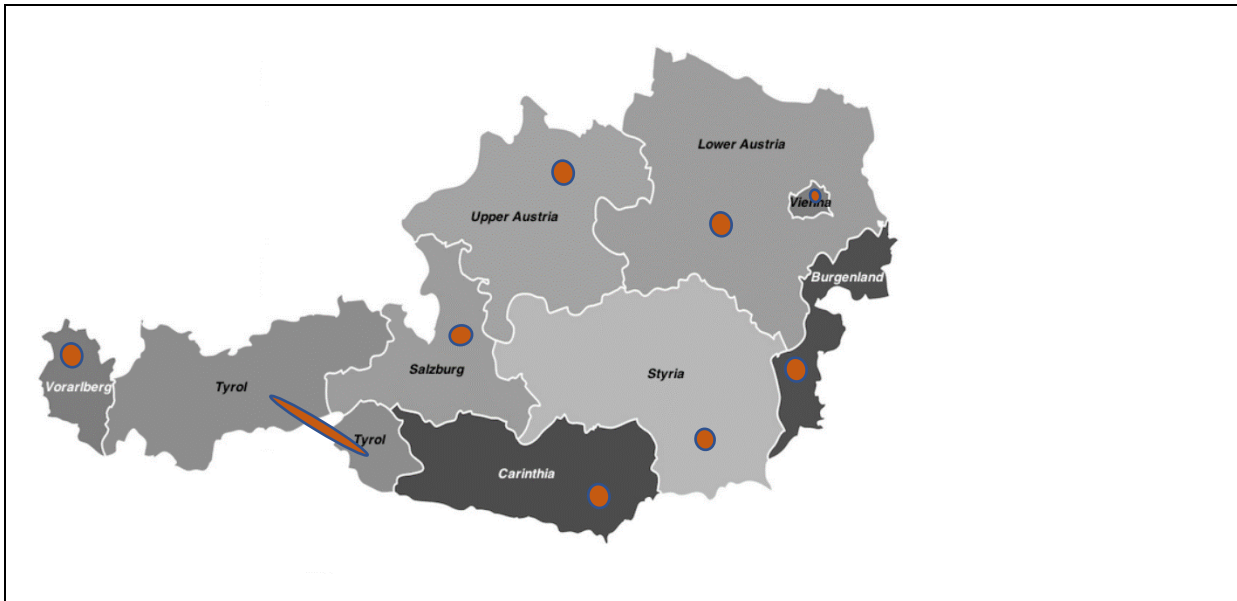 Lower Austria
Vienna
Upper Austria
Burgenland
Salzburg
Styria
Vorarlberg
Tyrol
Tyrol
Carinthia